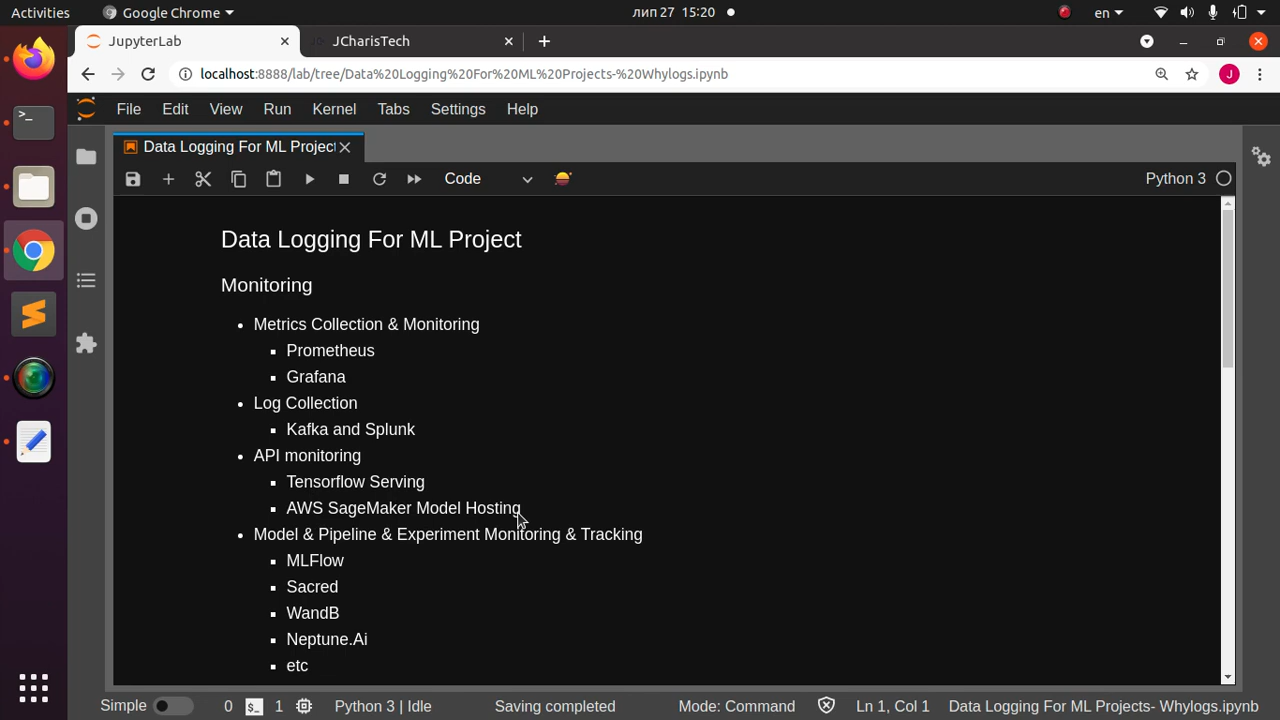 Activities Google Chrome лип 27 15:20 en
JupyterLab JCharisTech
localhost:8888/lab/tree/Data%20Logging%20For%20ML%20Projects-%20Whylogs.ipynb J
File Edit View Run Kernel Tabs Settings Help
Data Logging For ML Project
Code Python 3
Data Logging For ML Project
Monitoring
Metrics Collection & Monitoring
Prometheus
Grafana
Log Collection
Kafka and Splunk
API monitoring
Tensorflow Serving
AWS SageMaker Model Hosting
Model & Pipeline & Experiment Monitoring & Tracking
MLFlow
Sacred
WandB
Neptune.Ai
etc
Simple 0 $_ 1 Python 3 | Idle Saving completed Mode: Command Ln 1, Col 1 Data Logging For ML Projects- Whylogs.ipynb